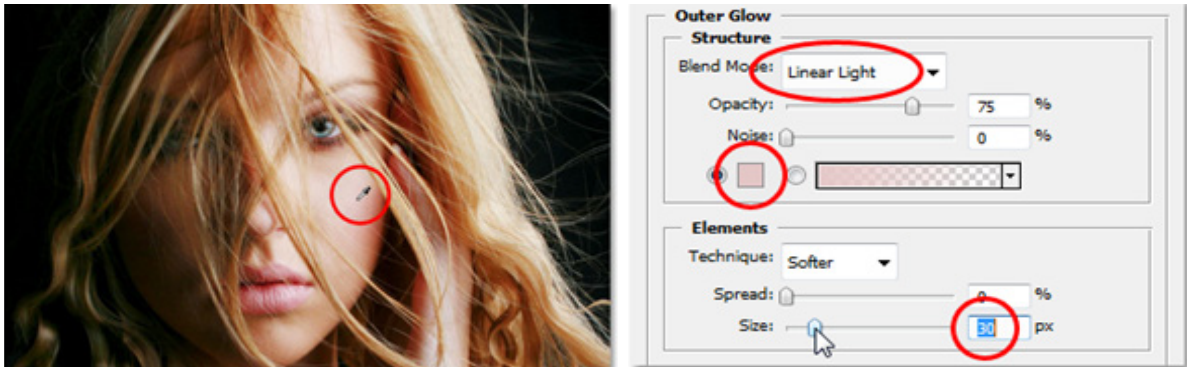 Outer Glow
Structure
Blend Mode: Linear Light
Opacity: 75 %
Noise: 0 %
Elements
Technique: Softer
Spread: 0 %
Size: 30 px